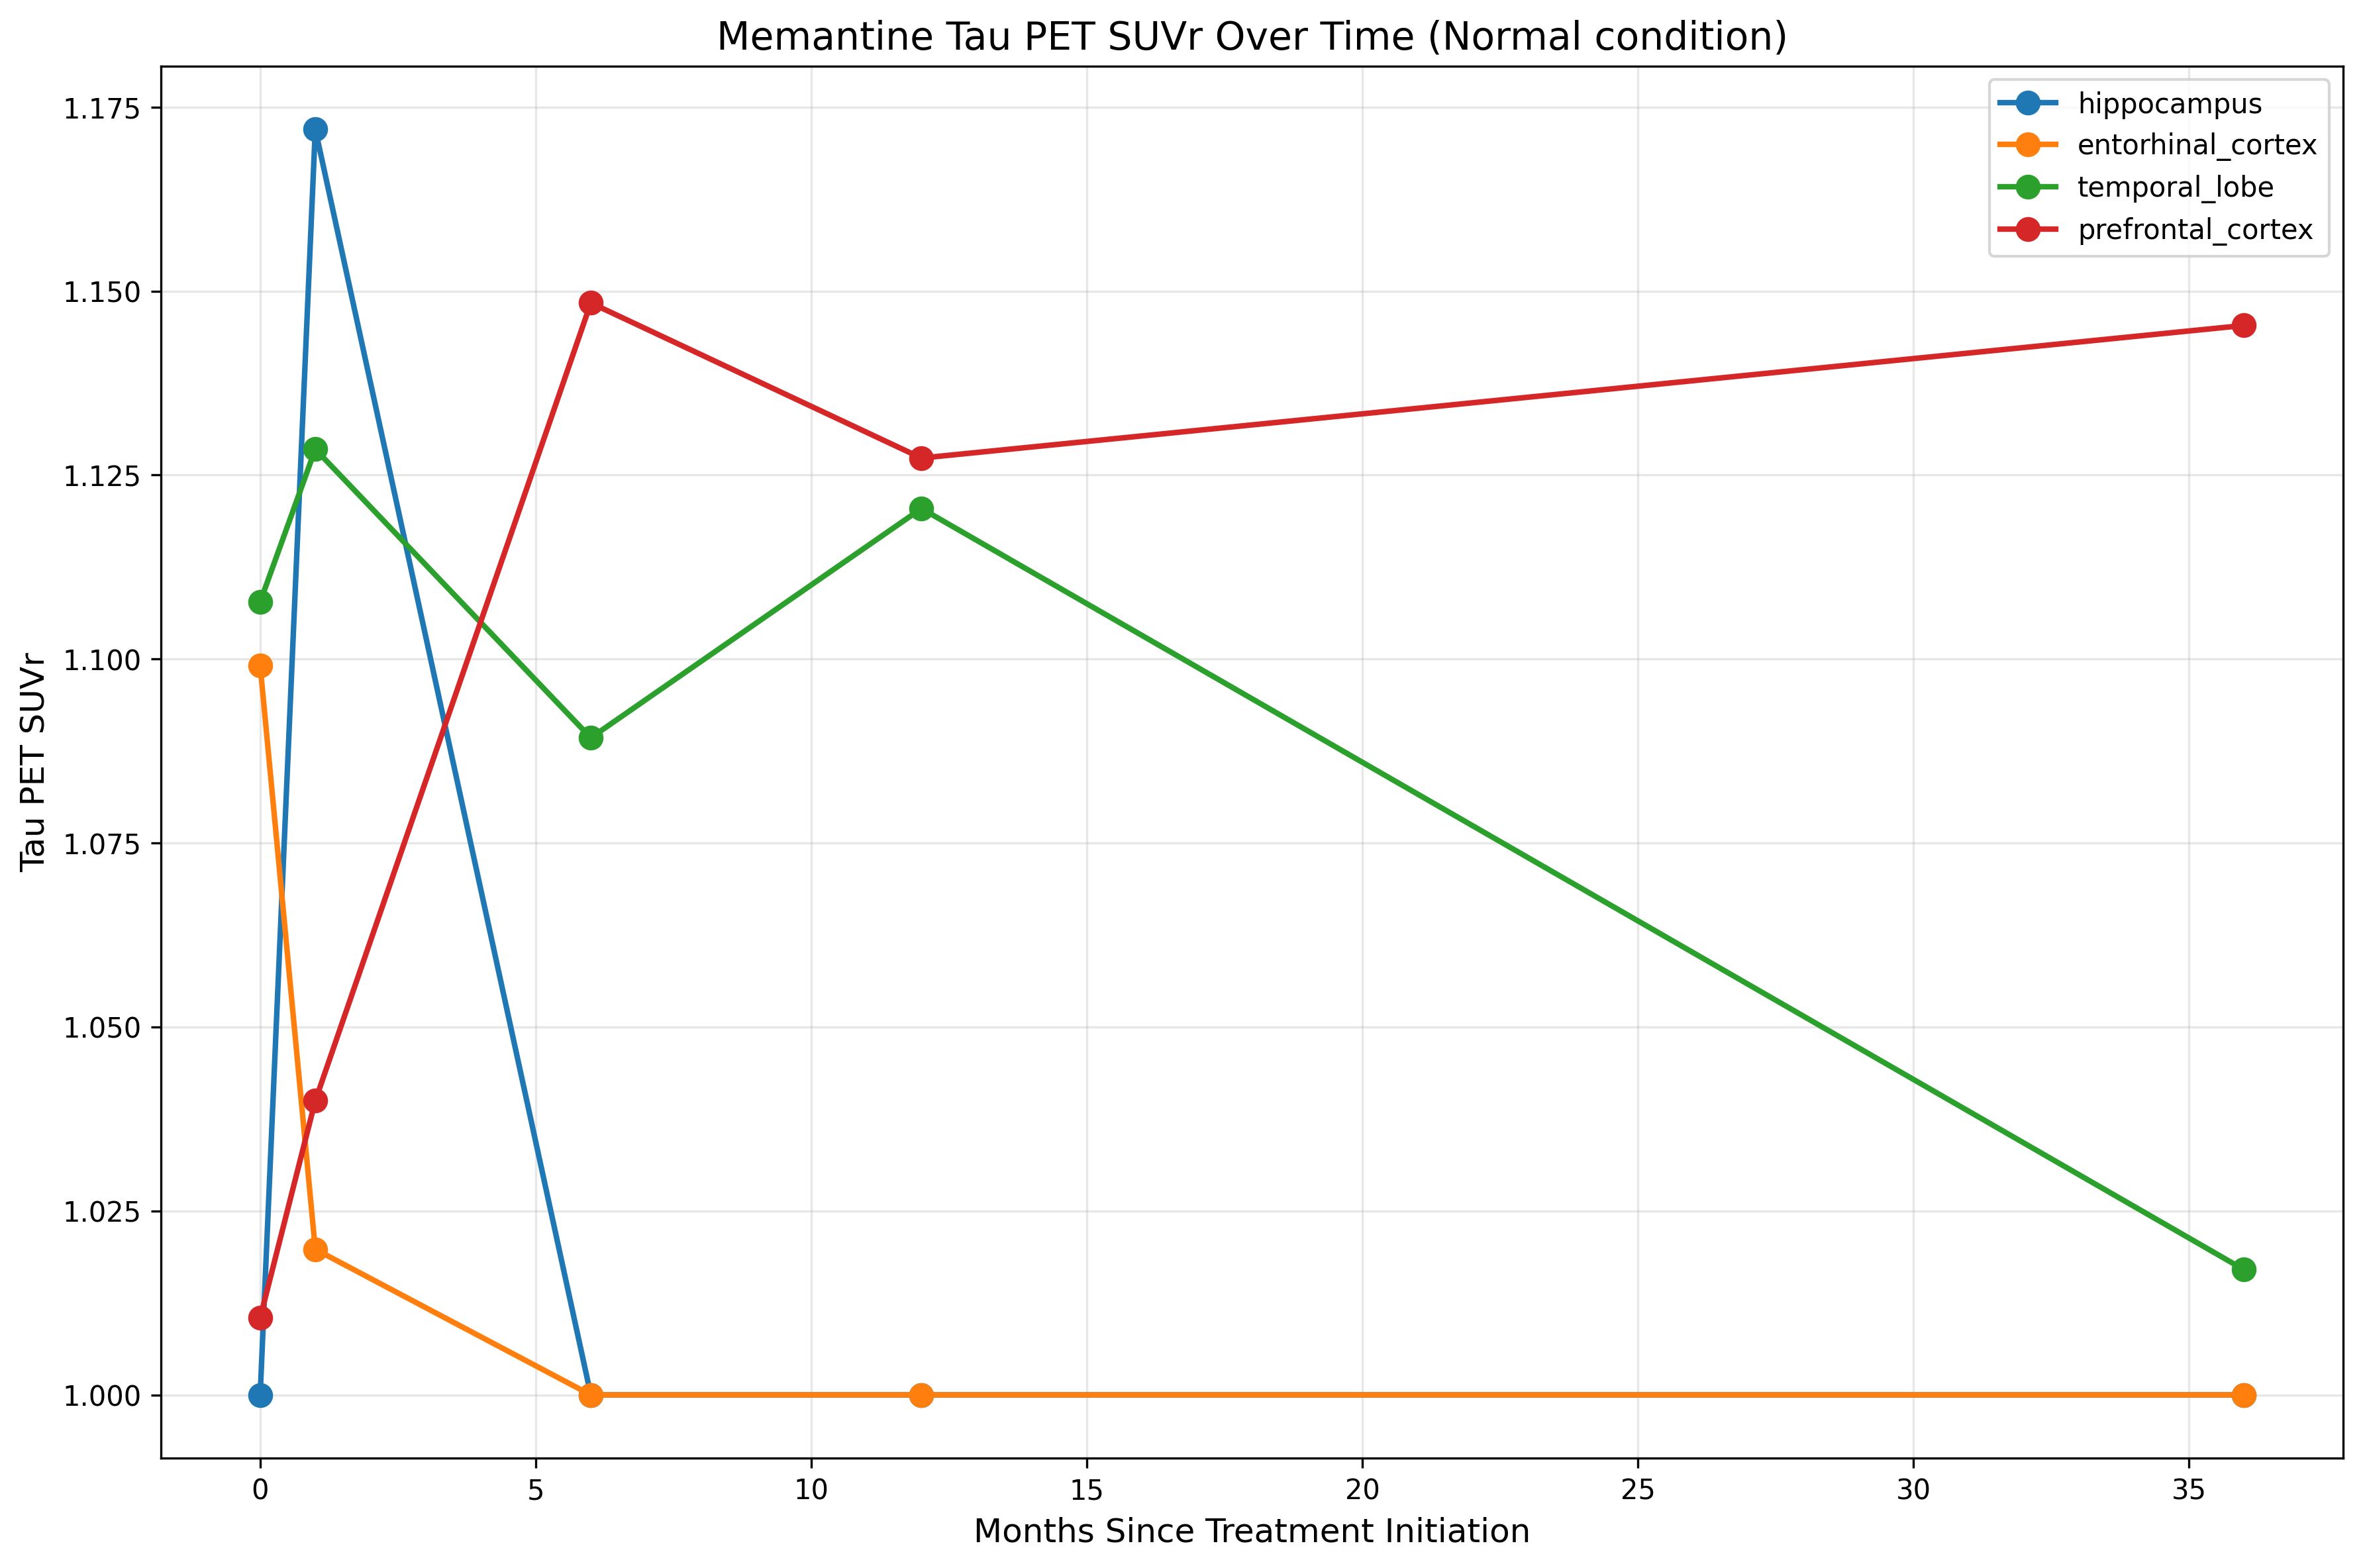 Memantine Tau PET SUVr Over Time (Normal condition)
hippocampus
entorhinal_cortex
temporal_lobe
prefrontal_cortex
Tau PET SUVr
1.175
1.150
1.125
1.100
1.075
1.050
1.025
1.000
0 5 10 15 20 25 30 35
Months Since Treatment Initiation